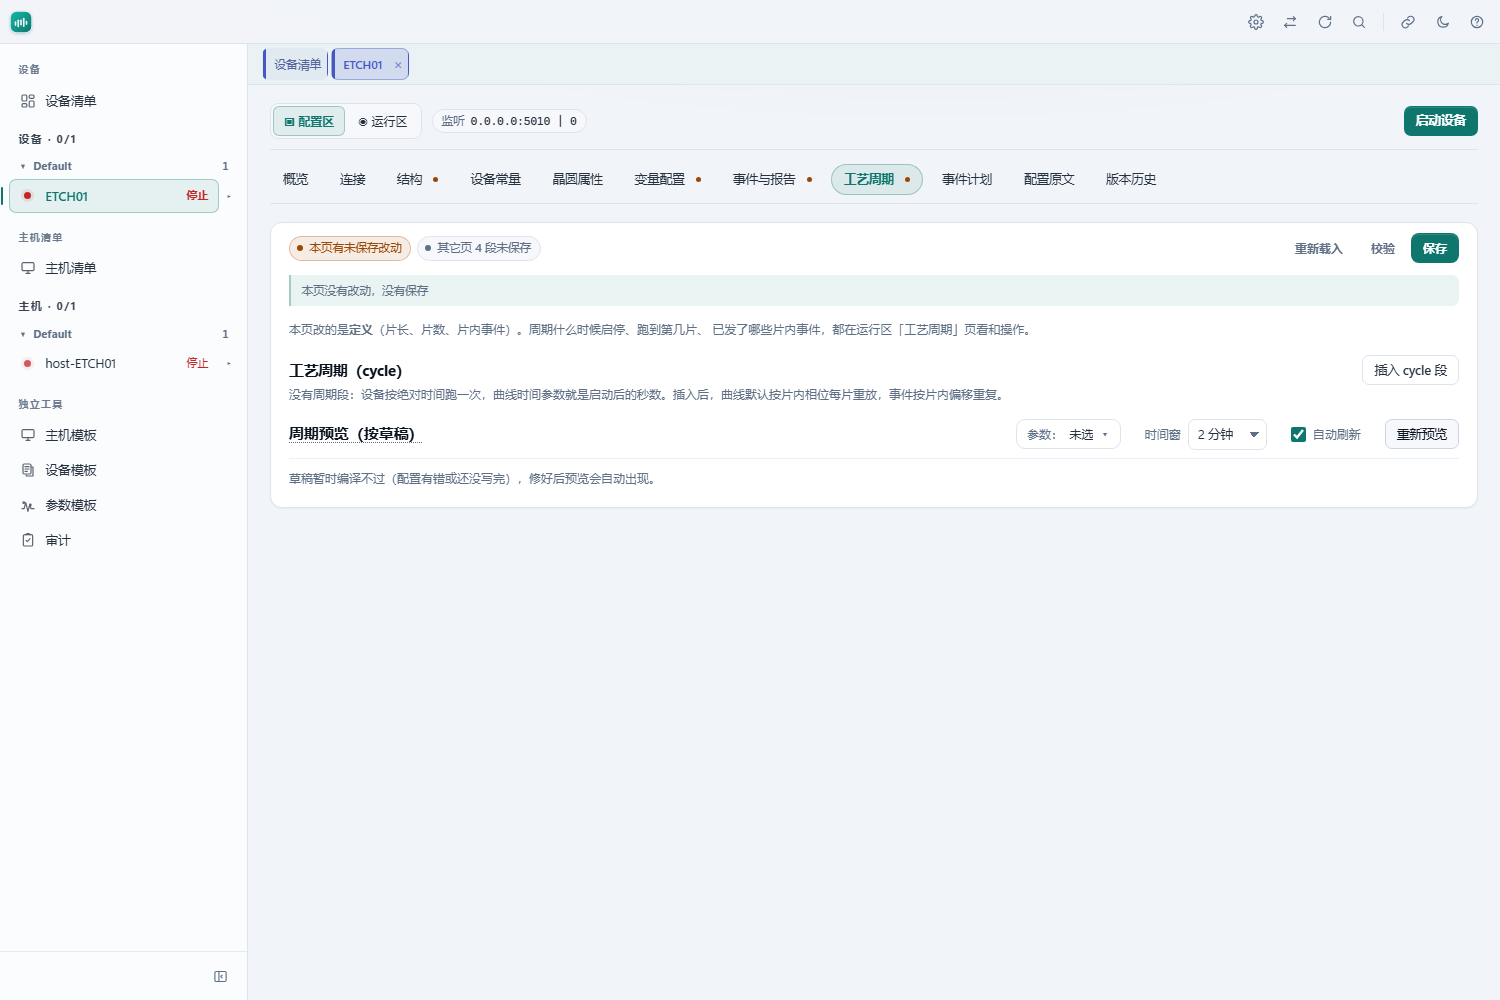 设备
设备清单
设备 · 0/1
Default 1
ETCH01 停止
主机清单
主机清单
主机 · 0/1
Default 1
host-ETCH01 停止
独立工具
主机模板
设备模板
参数模板
审计
设备清单 ETCH01 ×
配置区 运行区 监听 0.0.0.0:5010 | 0 启动设备
概览 连接 结构 设备常量 晶圆属性 变量配置 事件与报告 工艺周期 事件计划 配置原文 版本历史
本页有未保存改动 其它页 4 段未保存 重新载入 校验 保存
本页没有改动，没有保存
本页改的是定义（片长、片数、片内事件）。周期什么时候启停、跑到第几片、 已发了哪些片内事件，都在运行区「工艺周期」页看和操作。
工艺周期（cycle） 插入 cycle 段
没有周期段：设备按绝对时间跑一次，曲线时间参数就是启动后的秒数。插入后，曲线默认按片内相位每片重放，事件按片内偏移重复。
周期预览（按草稿） 参数： 未选 时间窗 2 分钟 自动刷新 重新预览
草稿暂时编译不过（配置有错或还没写完），修好后预览会自动出现。